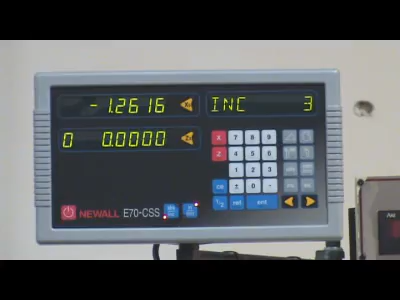 -1.2616 INC 3
0 0.0000
X 7 8 9
Z 4 5 6
1 2 3
± 0 .
ent
NEWALL E70-CSS